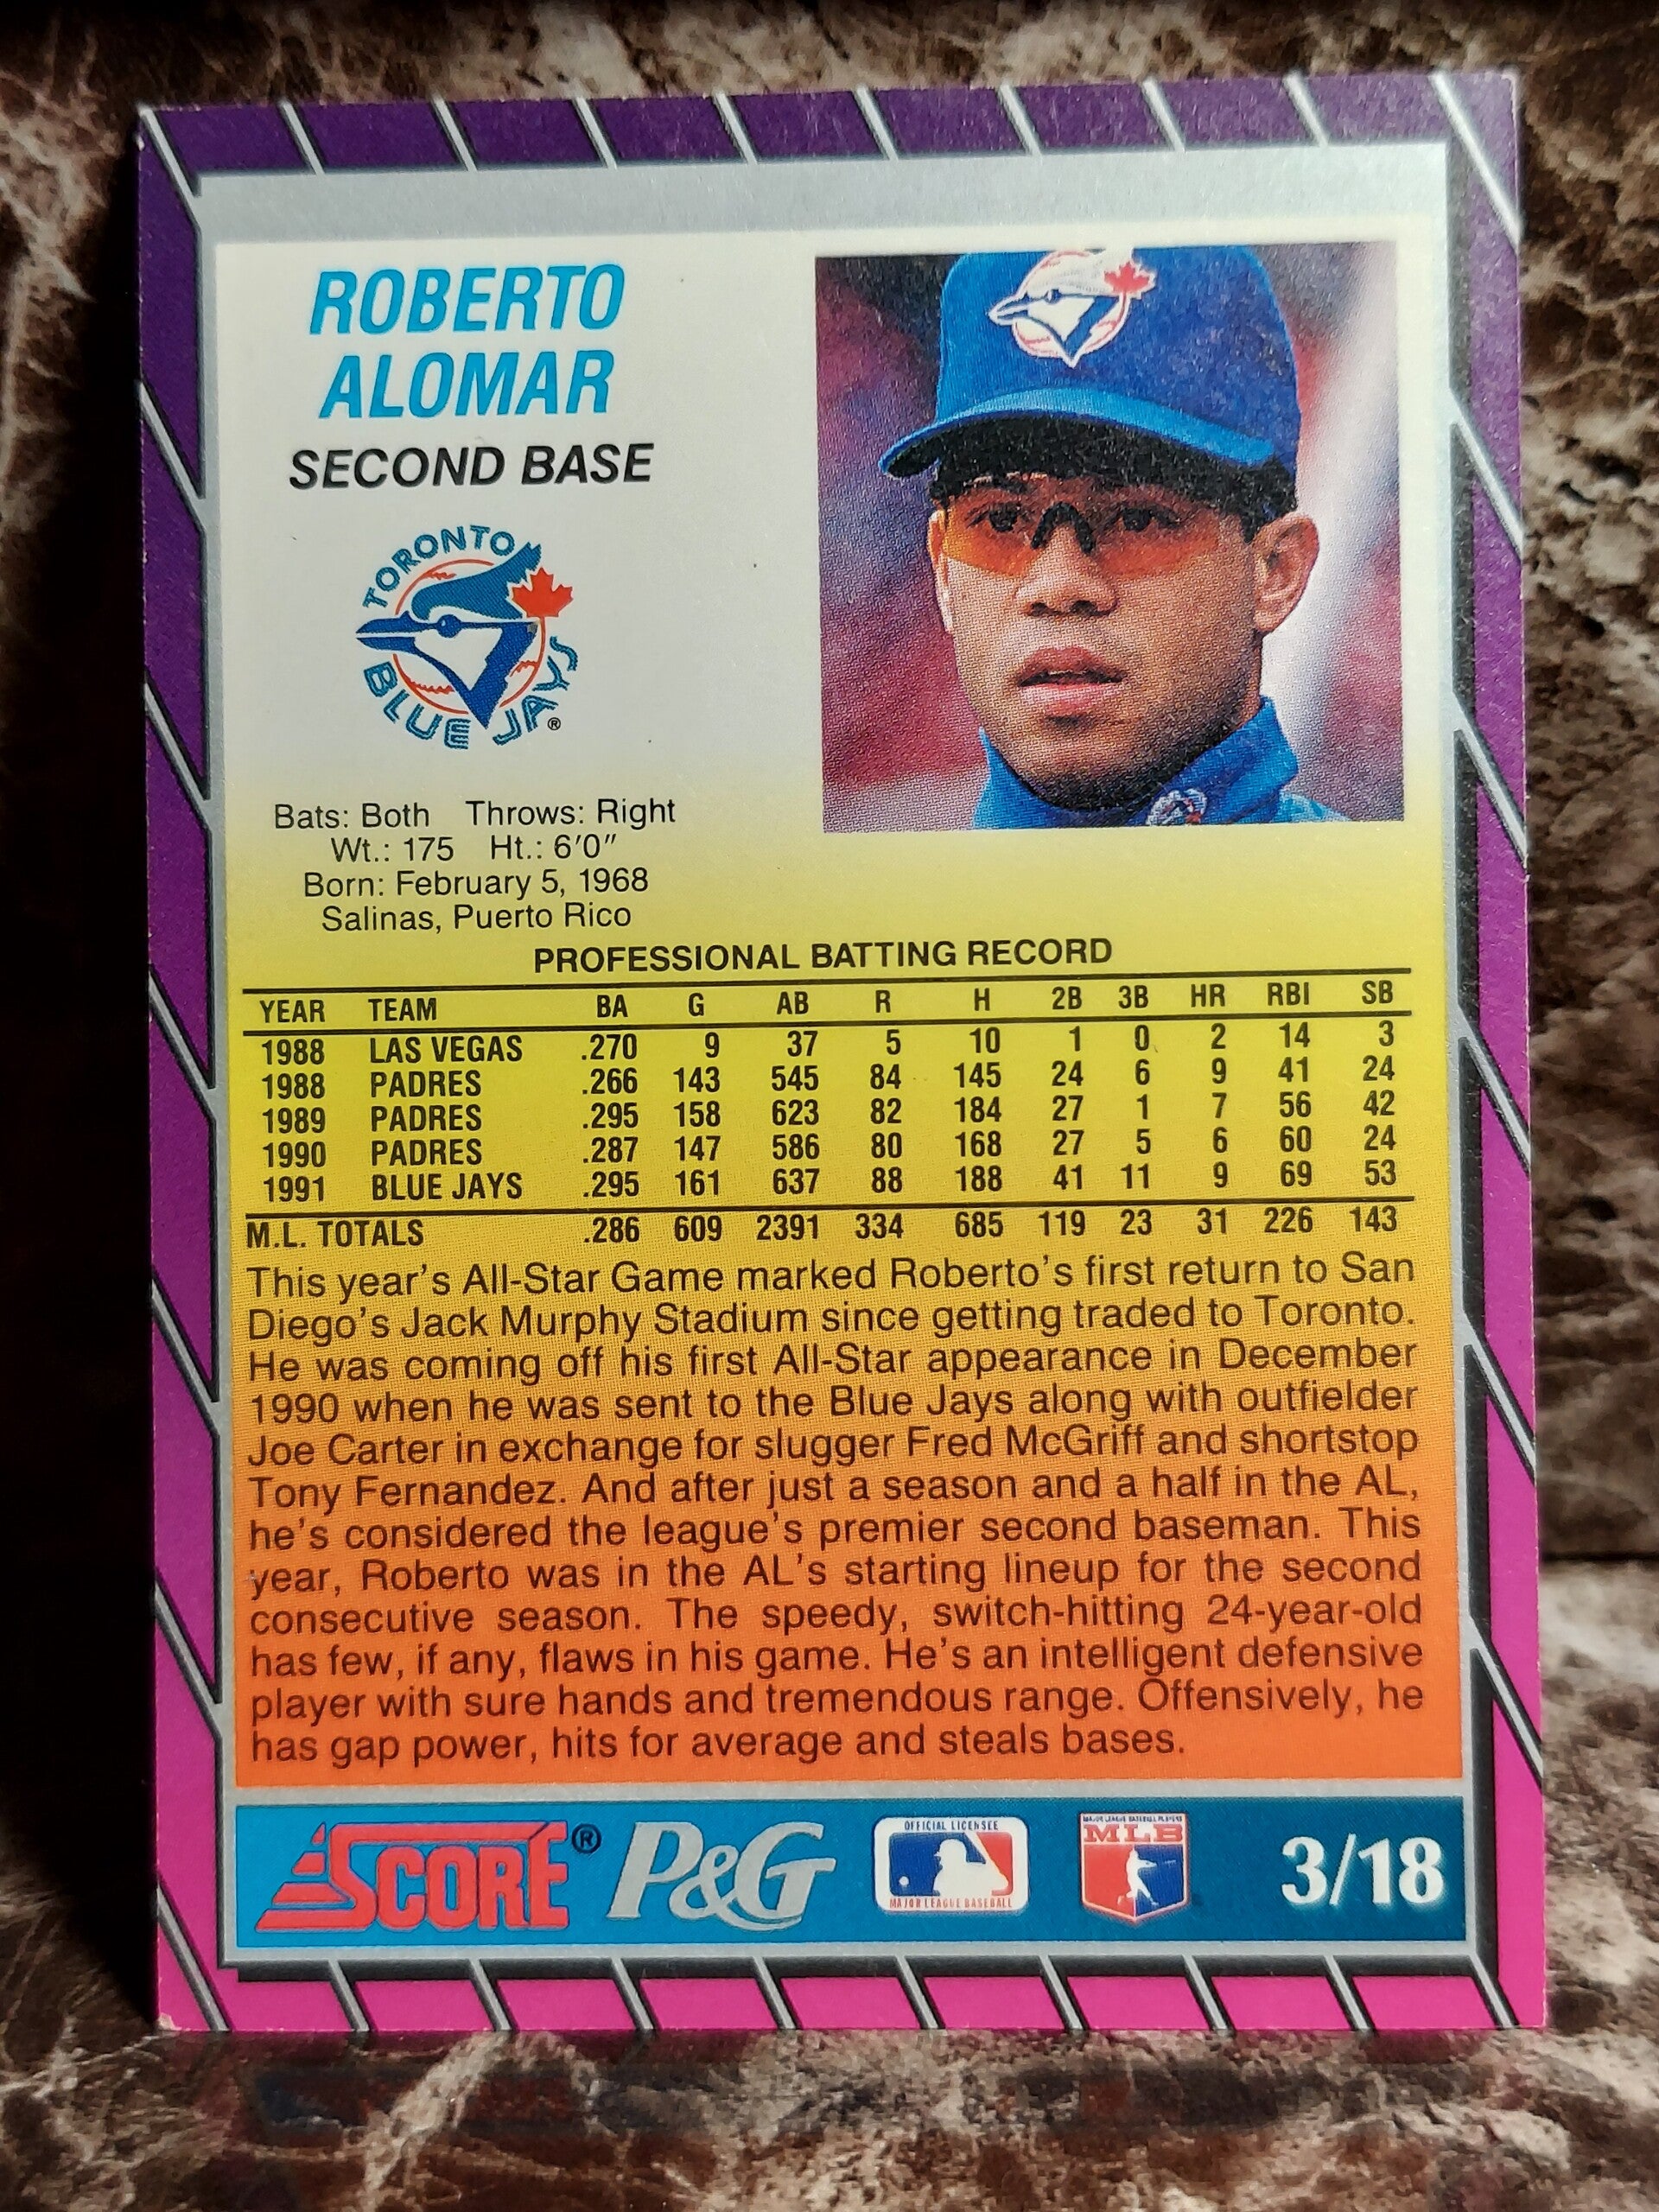 ROBERTO
ALOMAR
SECOND BASE
TORONTO
BLUE JAYS®
Bats: Both Throws: Right
Wt.: 175 Ht.: 6'0"
Born: February 5, 1968
Salinas, Puerto Rico
PROFESSIONAL BATTING RECORD
YEAR TEAM BA G AB R H 2B 3B HR RBI SB
1988 LAS VEGAS .270 9 37 5 10 1 0 2 14 3
1988 PADRES .266 143 545 84 145 24 6 9 41 24
1989 PADRES .295 158 623 82 184 27 1 7 56 42
1990 PADRES .287 147 586 80 168 27 5 6 60 24
1991 BLUE JAYS .295 161 637 88 188 41 11 9 69 53
M.L. TOTALS .286 609 2391 334 685 119 23 31 226 143
This year's All-Star Game marked Roberto's first return to San
Diego's Jack Murphy Stadium since getting traded to Toronto.
He was coming off his first All-Star appearance in December
1990 when he was sent to the Blue Jays along with outfielder
Joe Carter in exchange for slugger Fred McGriff and shortstop
Tony Fernandez. And after just a season and a half in the AL,
he's considered the league's premier second baseman. This
year, Roberto was in the AL's starting lineup for the second
consecutive season. The speedy, switch-hitting 24-year-old
has few, if any, flaws in his game. He's an intelligent defensive
player with sure hands and tremendous range. Offensively, he
has gap power, hits for average and steals bases.
SCORE® P&G
OFFICIAL LICENSEE
MAJOR LEAGUE BASEBALL
MAJOR LEAGUE BASEBALL PLAYERS
MLB
3/18